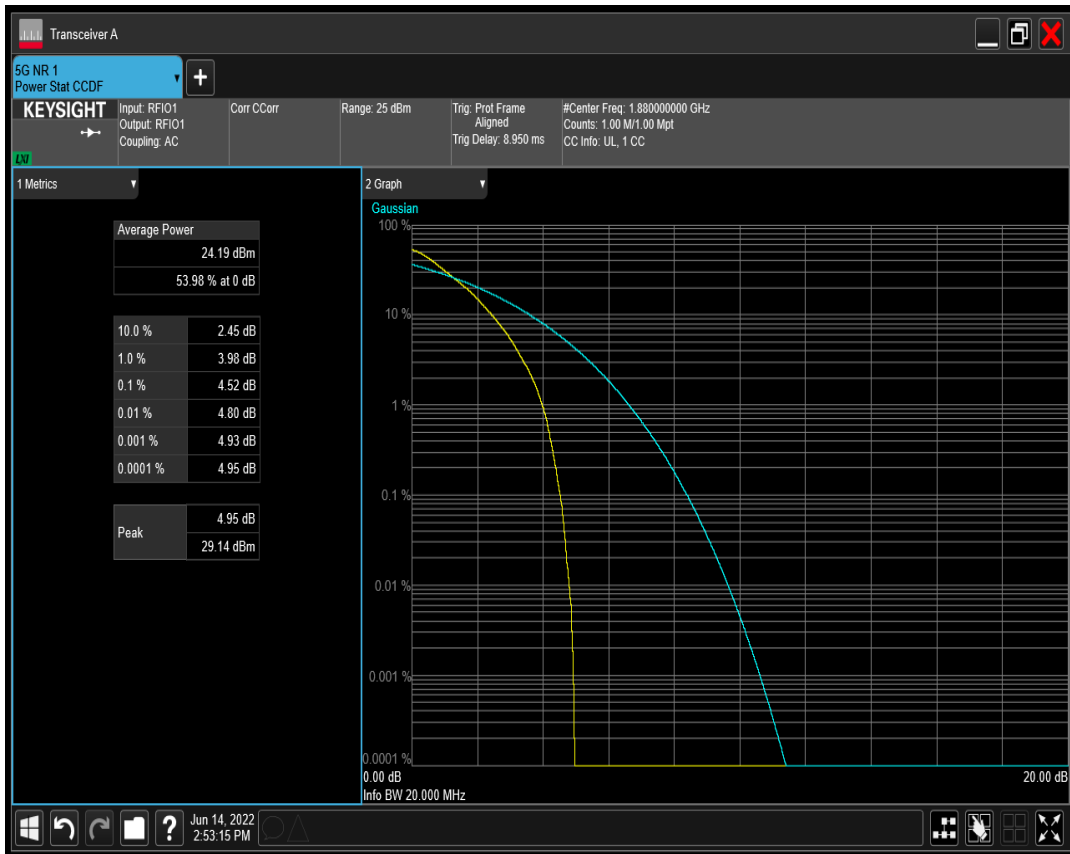 Transceiver A
5G NR 1
Power Stat CCDF
+
KEYSIGHT
LXI
Input: RFIO1
Output: RFIO1
Coupling: AC
Corr CCorr
Range: 25 dBm
Trig: Prot Frame
Aligned
Trig Delay: 8.950 ms
#Center Freq: 1.880000000 GHz
Counts: 1.00 M/1.00 Mpt
CC Info: UL, 1 CC
1 Metrics
Average Power
24.19 dBm
53.98 % at 0 dB
10.0 % 2.45 dB
1.0 % 3.98 dB
0.1 % 4.52 dB
0.01 % 4.80 dB
0.001 % 4.93 dB
0.0001 % 4.95 dB
Peak
4.95 dB
29.14 dBm
2 Graph
Gaussian
100 %
10 %
1 %
0.1 %
0.01 %
0.001 %
0.0001 %
0.00 dB 20.00 dB
Info BW 20.000 MHz
?
Jun 14, 2022
2:53:15 PM